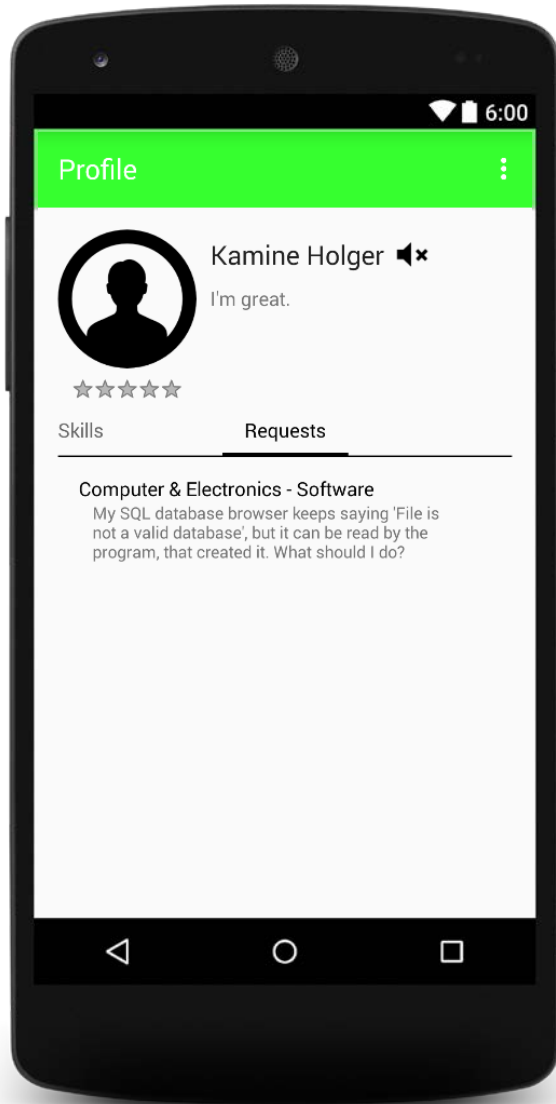 6:00
Profile
Kamine Holger
I'm great.
Skills
Requests
Computer & Electronics - Software
My SQL database browser keeps saying 'File is
not a valid database', but it can be read by the
program, that created it. What should I do?